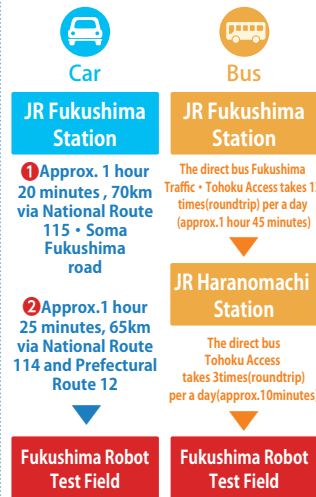 Car
JR Fukushima
Station
❶Approx. 1 hour
20 minutes , 70km
via National Route
115・Soma
Fukushima
road
❷Approx.1 hour
25 minutes, 65km
via National Route
114 and Prefectural
Route 12
Fukushima Robot
Test Field
Bus
JR Fukushima
Station
The direct bus Fukushima
Traffic・Tohoku Access takes
times(roundtrip) per a day
(approx.1 hour 45 minutes)
JR Haranomachi
Station
The direct bus
Tohoku Access
takes 3times(roundtrip)
per a day(approx.10minutes
Fukushima Robot
Test Field